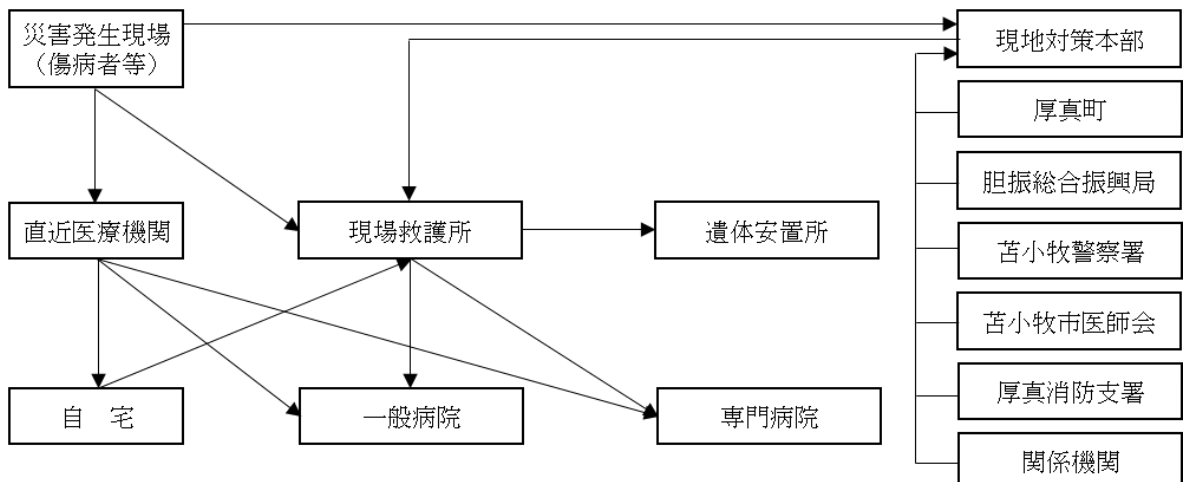 災害発生現場
（傷病者等）
現地対策本部
厚真町
胆振総合振興局
直近医療機関
現場救護所
遺体安置所
苫小牧警察署
苫小牧市医師会
自　宅
一般病院
専門病院
厚真消防支署
関係機関